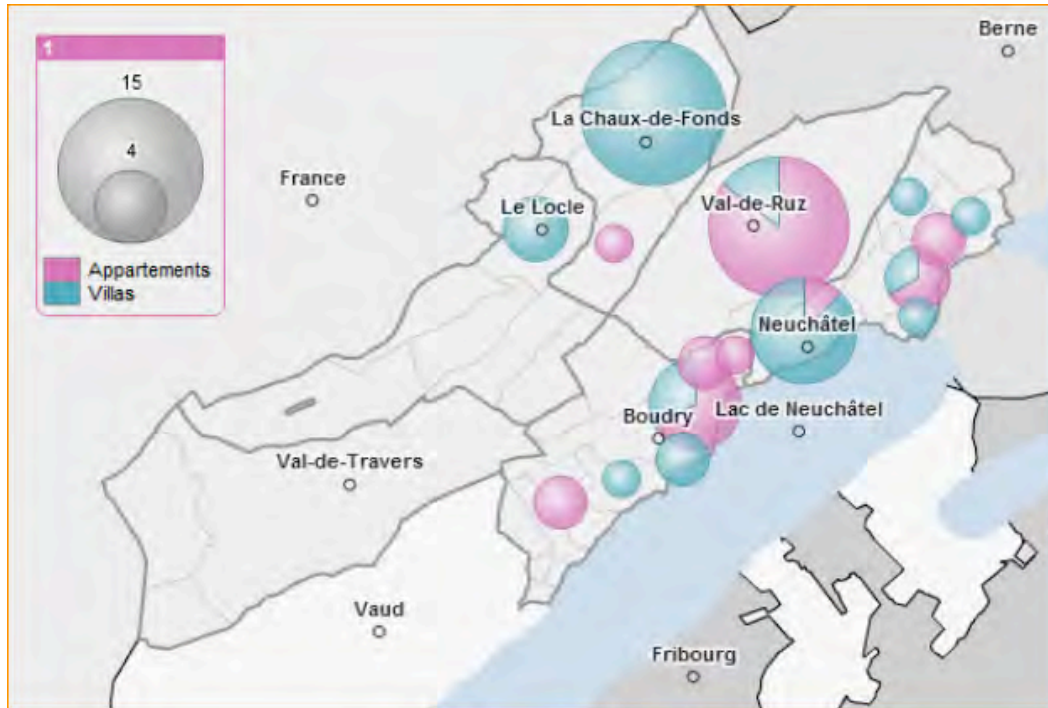 1
15
4
Appartements
Villas
Berne
La Chaux-de-Fonds
France
Le Locle
Val-de-Ruz
Neuchâtel
Boudry
Lac de Neuchâtel
Val-de-Travers
Vaud
Fribourg